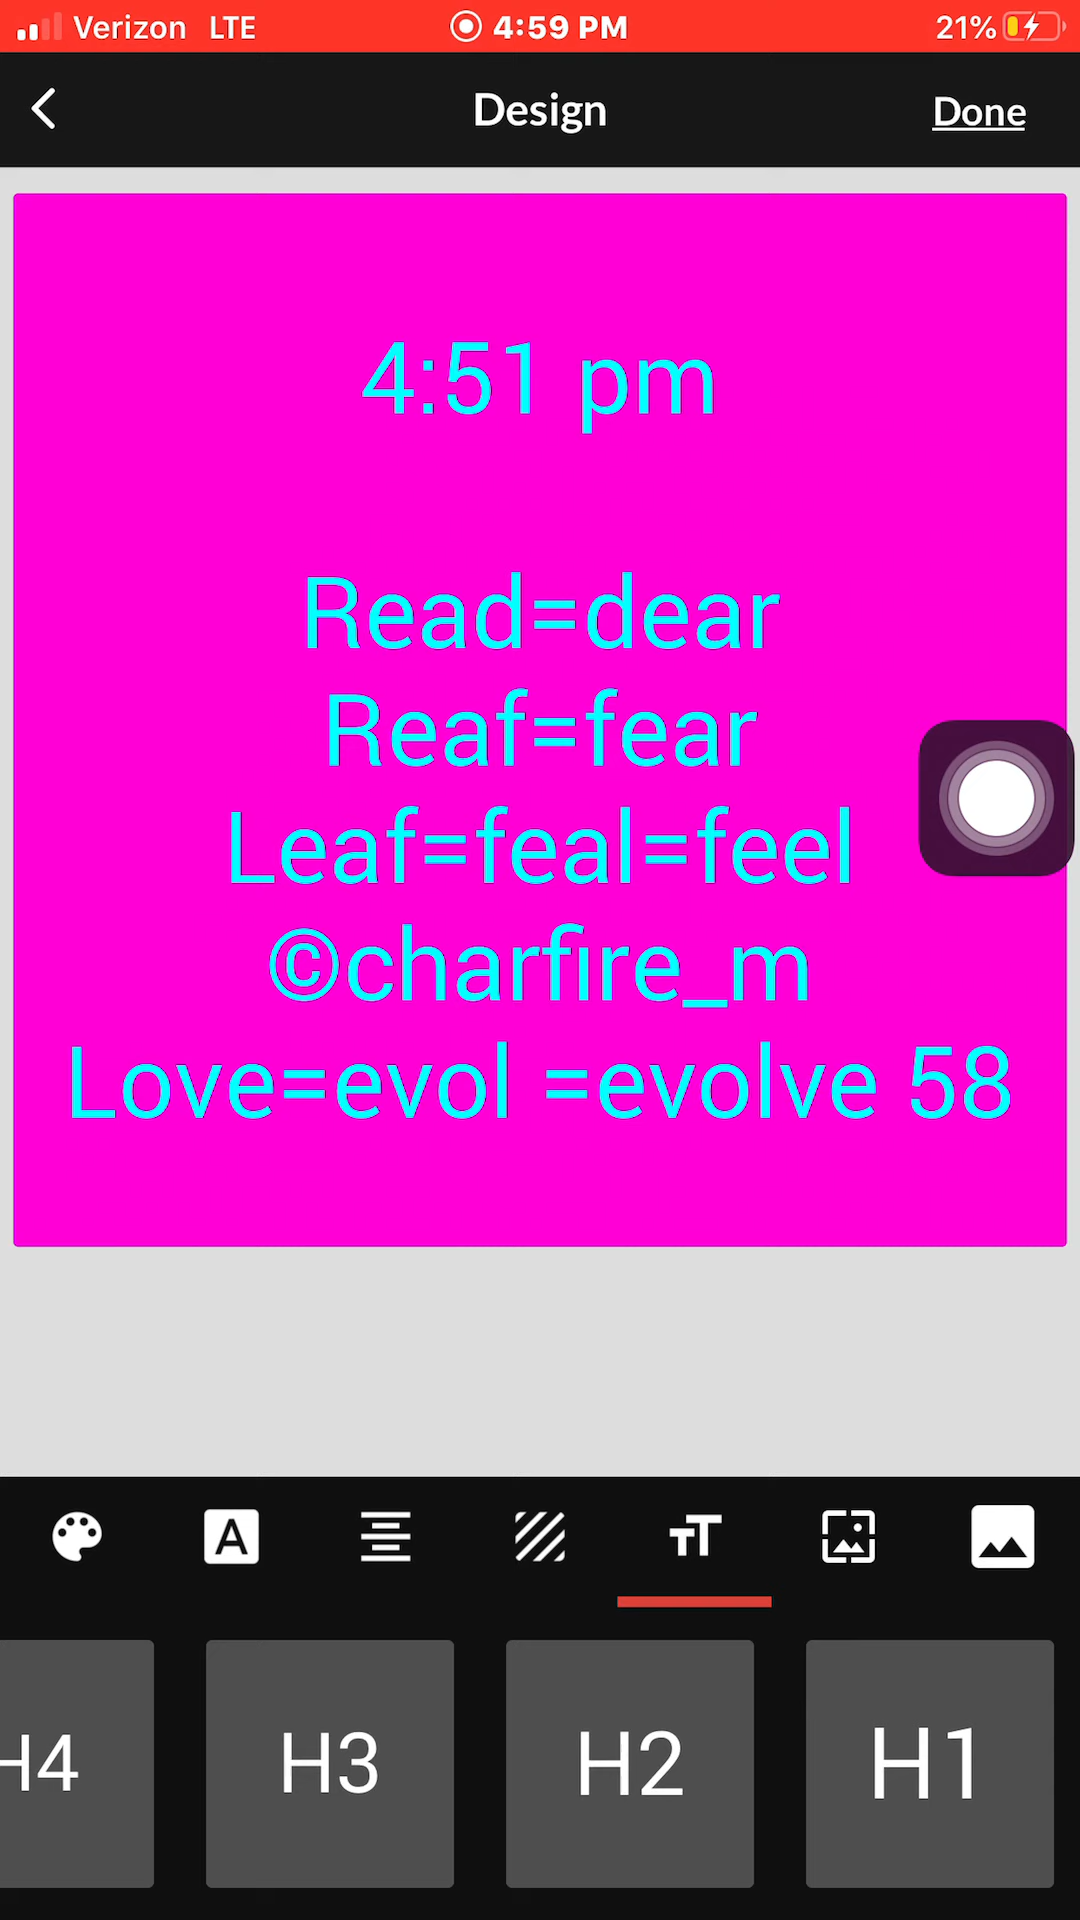 Verizon LTE 4:59 PM 21%
Design
Done
4:51 pm
Read=dear
Reaf=fear
Leaf=feal=feel
©charfire_m
Love=evol =evolve 58
A
TT
H4 H3 H2 H1